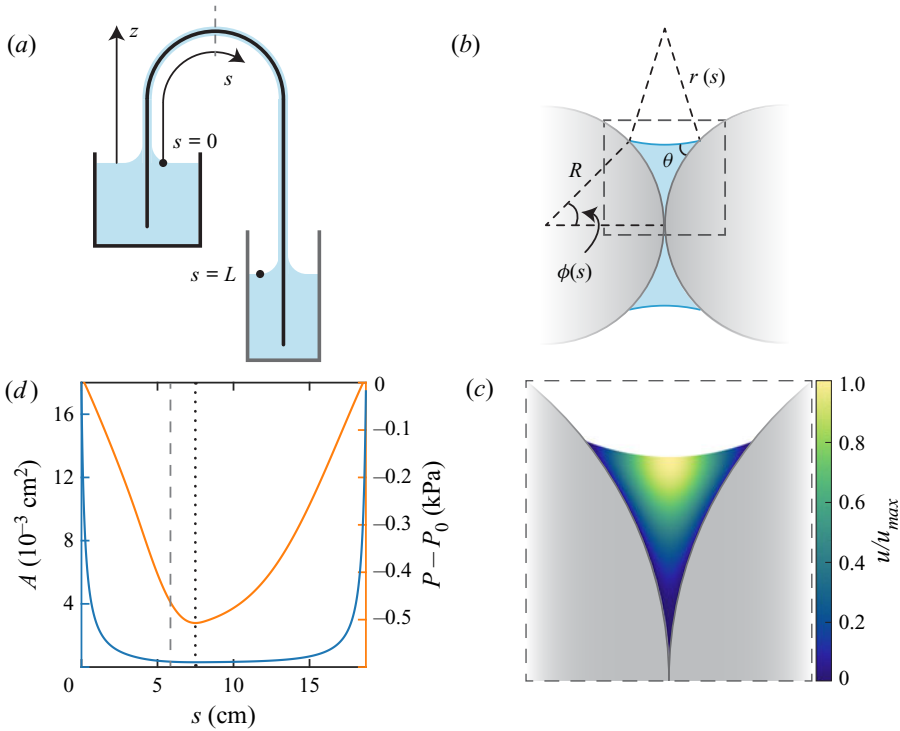 (a)
z
s
s = 0
s = L
(b)
r (s)
θ
R
ϕ(s)
(d)
A (10⁻³ cm²)
16
12
8
4
0
5
10
15
s (cm)
0
–0.1
–0.2
–0.3
–0.4
–0.5
P – P₀ (kPa)
(c)
1.0
0.8
0.6
0.4
0.2
0
u/u_max